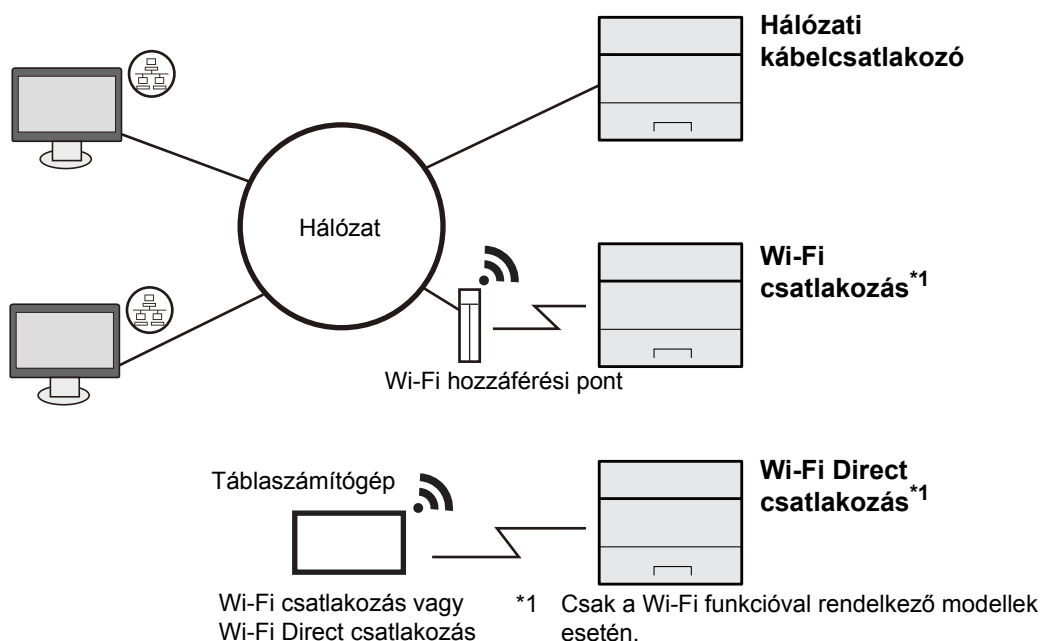 Hálózati
kábelcsatlakozó
Hálózat
Wi-Fi
csatlakozás*1
Wi-Fi hozzáférési pont
Táblaszámítógép
Wi-Fi Direct
csatlakozás*1
Wi-Fi csatlakozás vagy
Wi-Fi Direct csatlakozás
*1 Csak a Wi-Fi funkcióval rendelkező modellek
esetén.